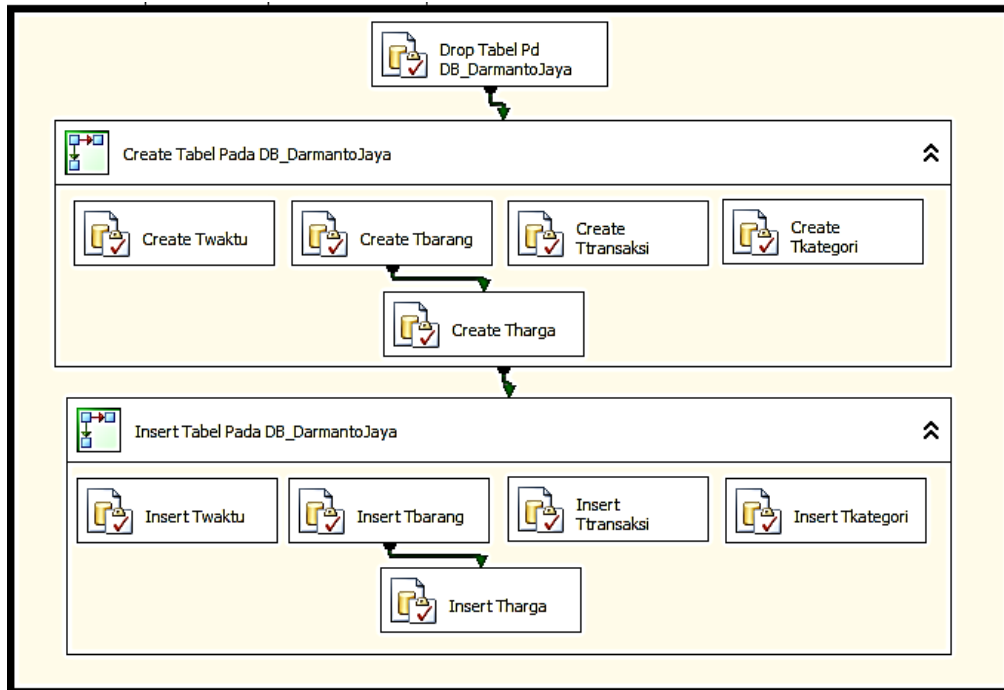 Drop Tabel Pd
DB_DarmantoJaya
Create Tabel Pada DB_DarmantoJaya
Create Twaktu
Create Tbarang
Create
Ttransaksi
Create
Tkategori
Create Tharga
Insert Tabel Pada DB_DarmantoJaya
Insert Twaktu
Insert Tbarang
Insert
Ttransaksi
Insert Tkategori
Insert Tharga